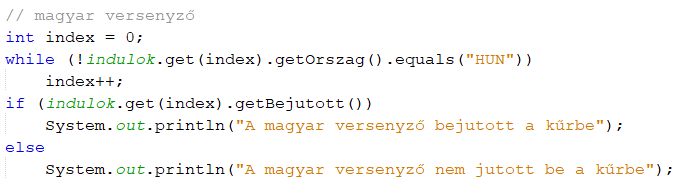 // magyar versenyző
int index = 0;
while (!indulok.get(index).getOrszag().equals("HUN"))
    index++;
if (indulok.get(index).getBejutott())
    System.out.println("A magyar versenyző bejutott a kűrbe");
else
    System.out.println("A magyar versenyző nem jutott be a kűrbe");